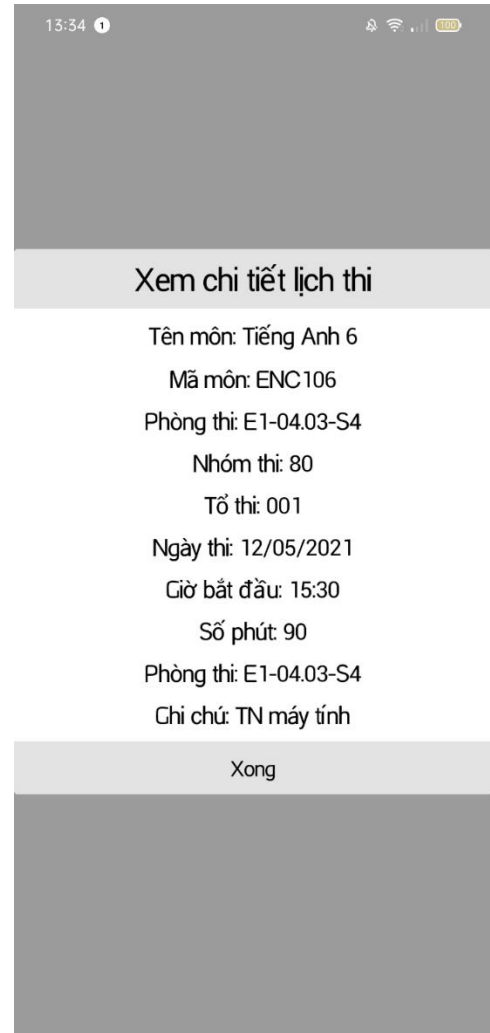 13:34 1
100
Xem chi tiết lịch thi
Tên môn: Tiếng Anh 6
Mã môn: ENC106
Phòng thi: E1-04.03-S4
Nhóm thi: 80
Tổ thi: 001
Ngày thi: 12/05/2021
Giờ bắt đầu: 15:30
Số phút: 90
Phòng thi: E1-04.03-S4
Ghi chú: TN máy tính
Xong